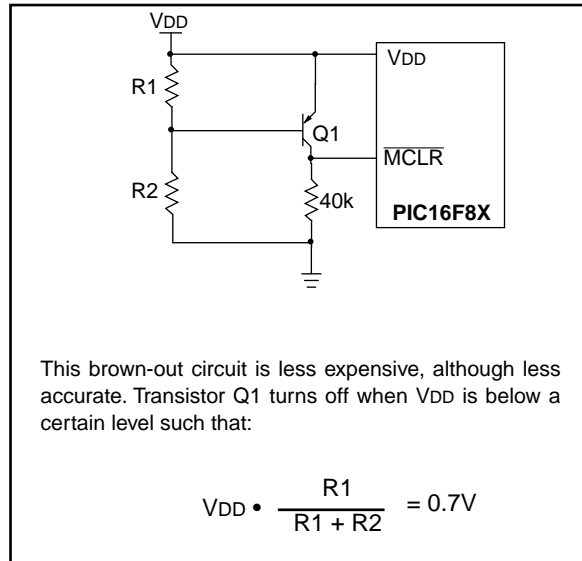 VDD
VDD
R1
Q1
MCLR
R2
40k
PIC16F8X
This brown-out circuit is less expensive, although less
accurate. Transistor Q1 turns off when VDD is below a
certain level such that:
VDD • R1 / R1 + R2 = 0.7V